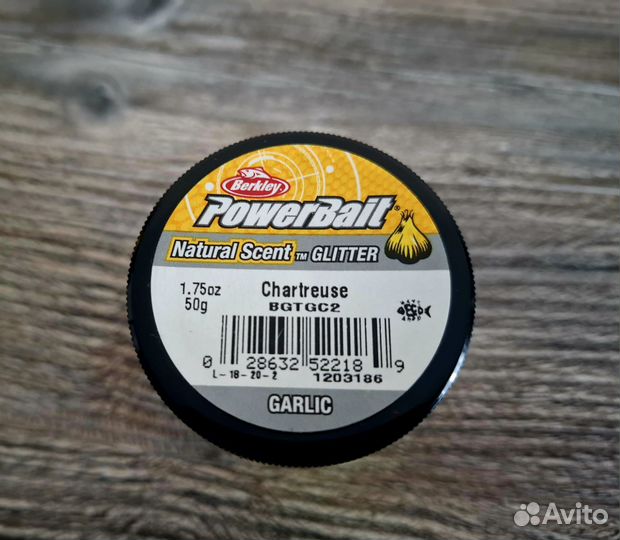 Berkley
PowerBait®
Natural Scent™ GLITTER
1.75oz
50g
Chartreuse
BGTGC2
0 28632 52218 9
L-18-20-2
1203186
GARLIC
Avito